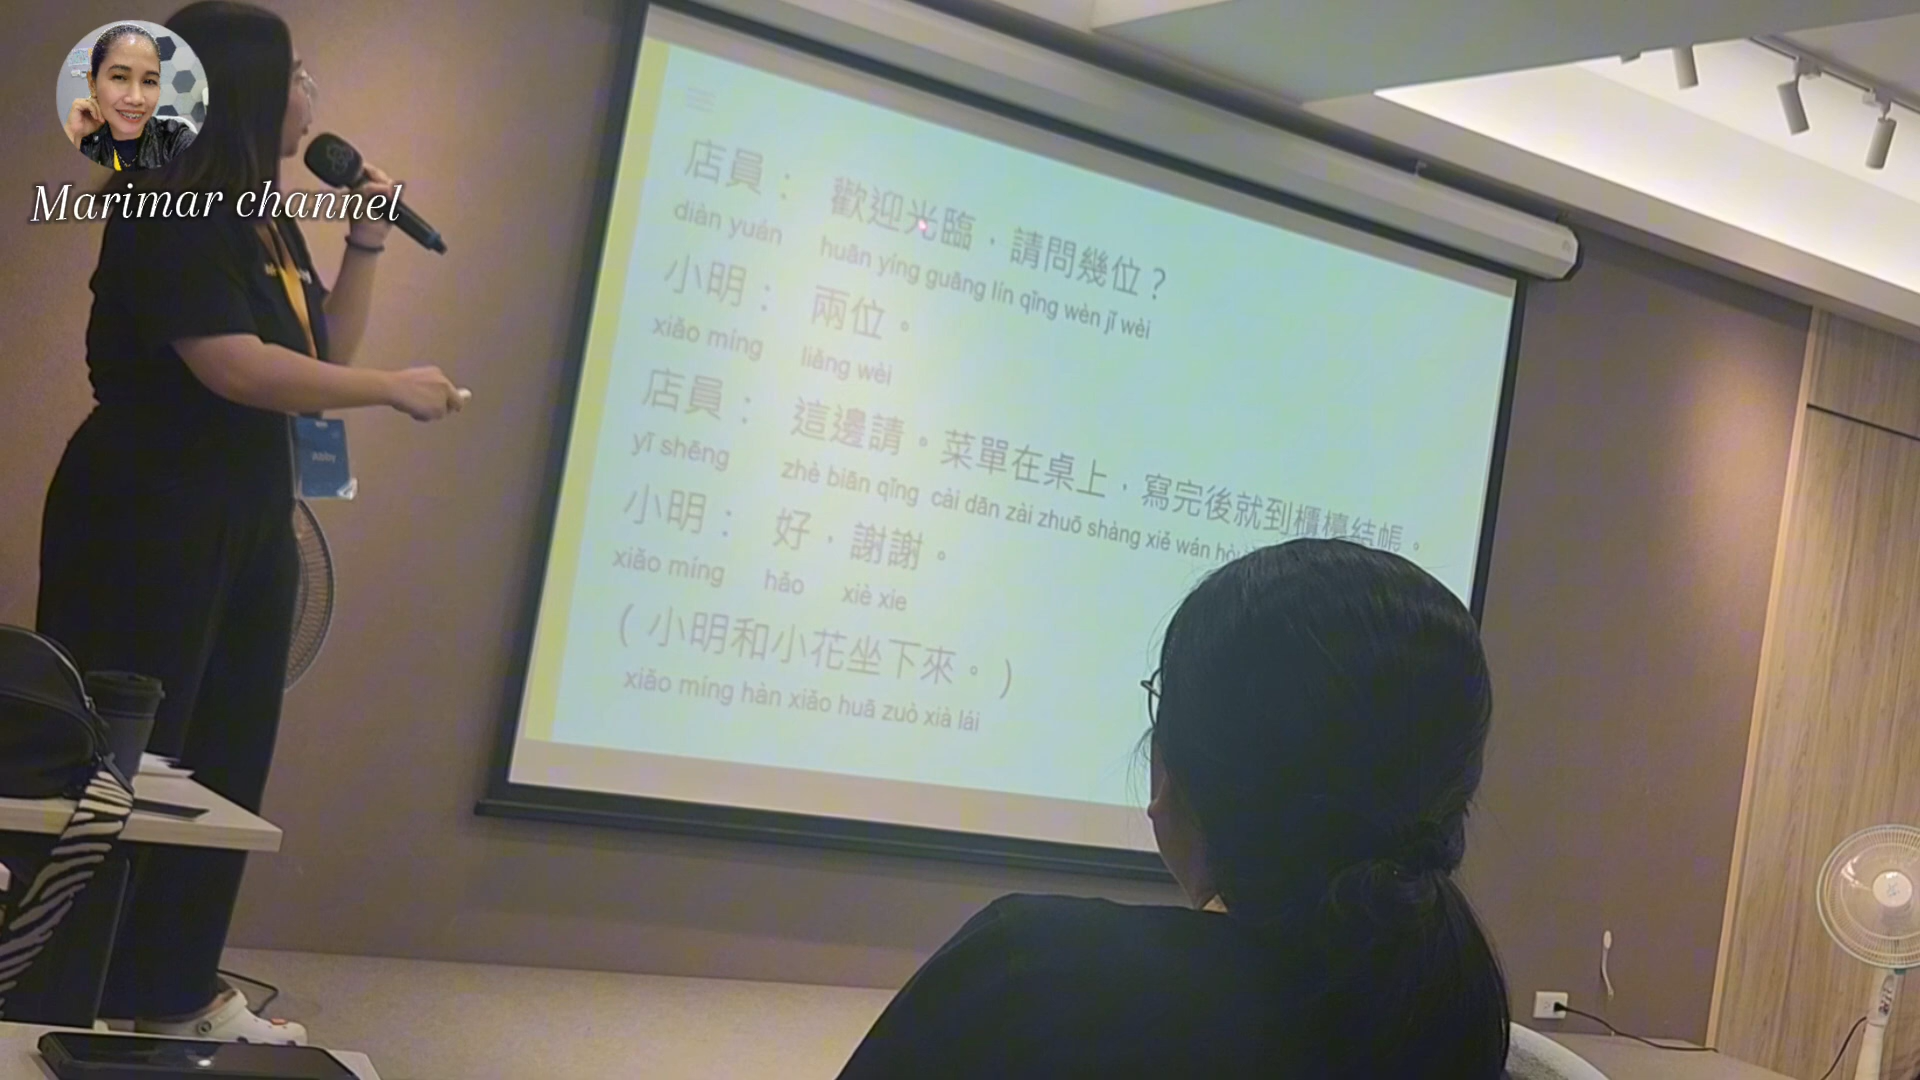 Marimar channel
店員： 歡迎光臨，請問幾位？
diàn yuán huān yíng guāng lín qǐng wèn jǐ wèi
小明： 兩位。
xiǎo míng liǎng wèi
店員： 這邊請。菜單在桌上，寫完後就到櫃檯結帳。
yī shēng zhè biān qǐng cài dān zài zhuō shàng xiě wán hòu
小明： 好，謝謝。
xiǎo míng hǎo xiè xie
（小明和小花坐下來。）
xiǎo míng hàn xiǎo huā zuò xià lái